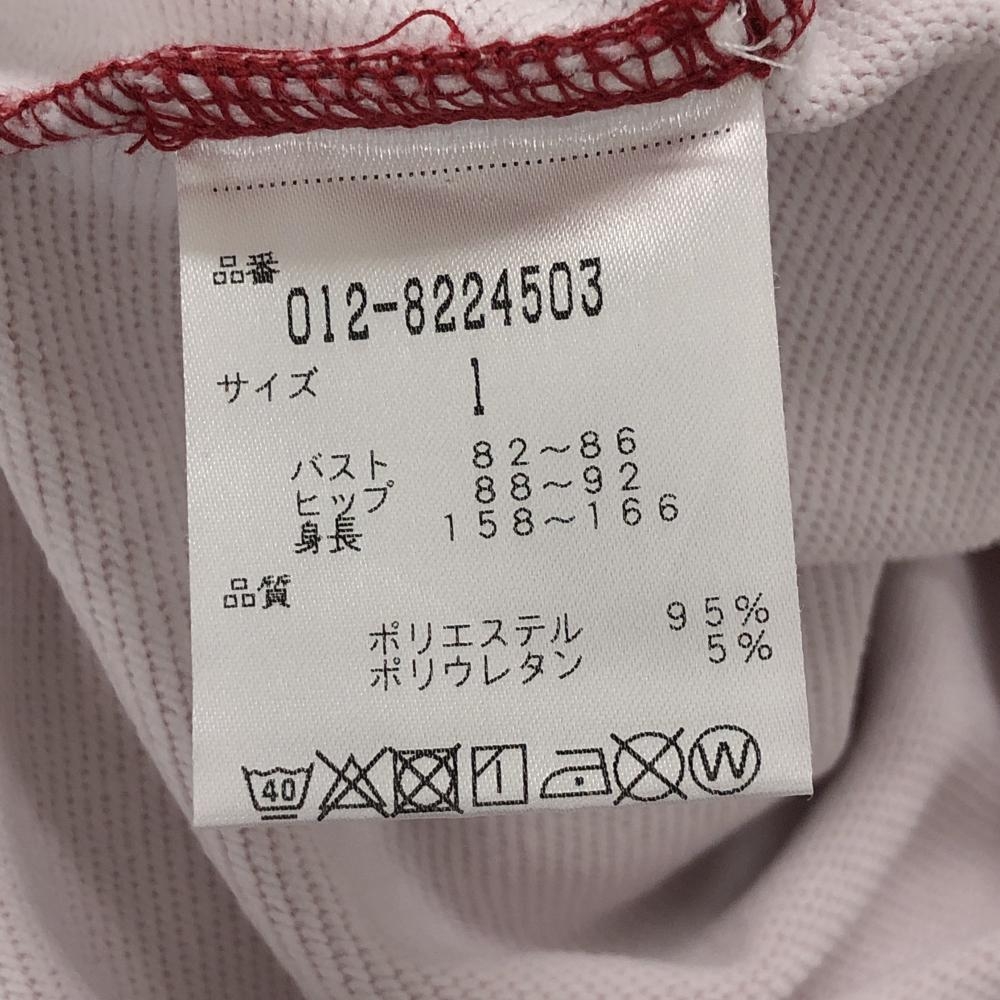 品番
012-8224503
サイズ 1
バスト 82～86
ヒップ 88～92
身長 158～166
品質
ポリエステル 95%
ポリウレタン 5%
40 W